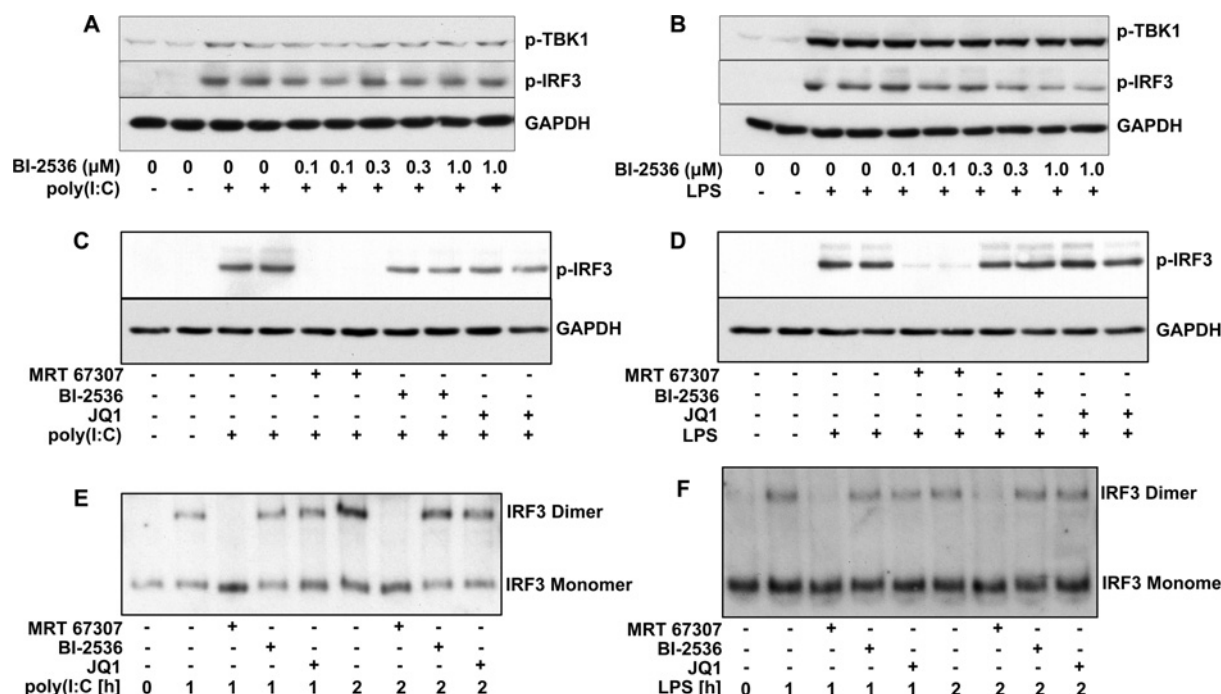 A
p-TBK1
p-IRF3
GAPDH
BI-2536 (μM) 0 0 0 0 0.1 0.1 0.3 0.3 1.0 1.0
poly(I:C) - - + + + + + + + +
B
p-TBK1
p-IRF3
GAPDH
BI-2536 (μM) 0 0 0 0 0.1 0.1 0.3 0.3 1.0 1.0
LPS - - + + + + + + + +
C
p-IRF3
GAPDH
MRT 67307 - - - - + + - - - -
BI-2536 - - - - - - + + - -
JQ1 - - - - - - - - + +
poly(I:C) - - + + + + + + + +
D
p-IRF3
GAPDH
MRT 67307 - - - - + + - - - -
BI-2536 - - - - - - + + - -
JQ1 - - - - - - - - + +
LPS - - + + + + + + + +
E
IRF3 Dimer
IRF3 Monomer
MRT 67307 - - + - - - + - -
BI-2536 - - - + - - - + -
JQ1 - - - - + - - - +
poly(I:C [h] 0 1 1 1 1 2 2 2 2
F
IRF3 Dimer
IRF3 Monome
MRT 67307 - - + - - - + - -
BI-2536 - - - + - - - + -
JQ1 - - - - + - - - +
LPS [h] 0 1 1 1 1 2 2 2 2